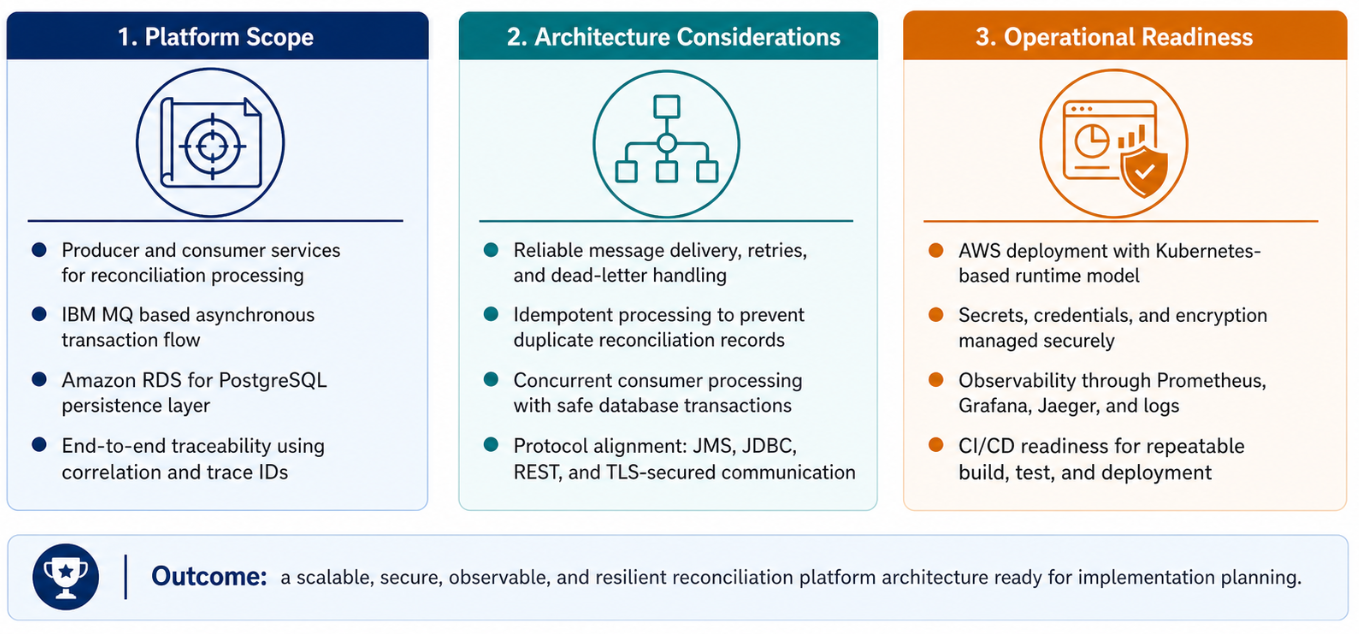 1. Platform Scope
Producer and consumer services
for reconciliation processing
IBM MQ based asynchronous
transaction flow
Amazon RDS for PostgreSQL
persistence layer
End-to-end traceability using
correlation and trace IDs
2. Architecture Considerations
Reliable message delivery, retries,
and dead-letter handling
Idempotent processing to prevent
duplicate reconciliation records
Concurrent consumer processing
with safe database transactions
Protocol alignment: JMS, JDBC,
REST, and TLS-secured communication
3. Operational Readiness
AWS deployment with Kubernetes-
based runtime model
Secrets, credentials, and encryption
managed securely
Observability through Prometheus,
Grafana, Jaeger, and logs
CI/CD readiness for repeatable
build, test, and deployment
Outcome: a scalable, secure, observable, and resilient reconciliation platform architecture ready for implementation planning.